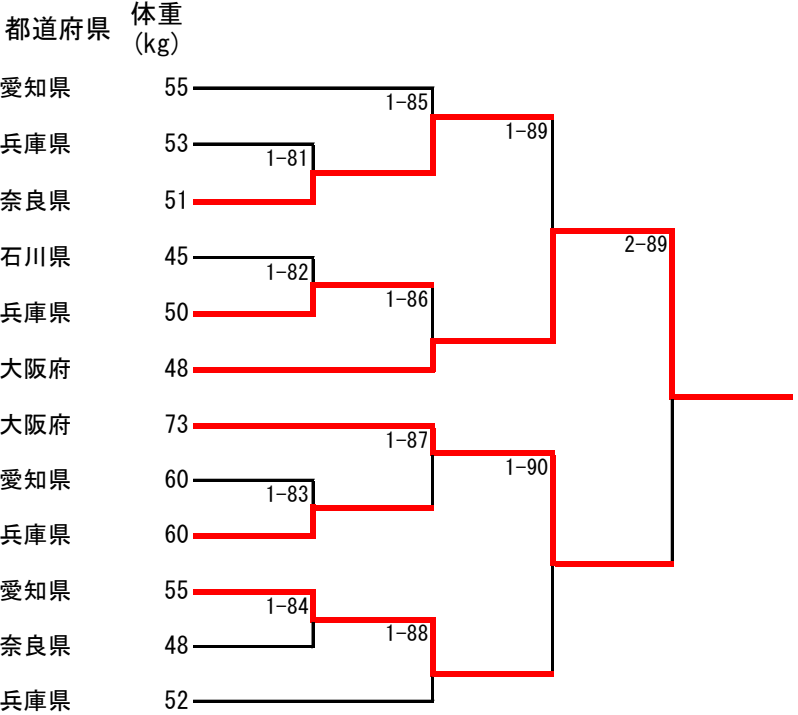 都道府県 体重
(kg)
愛知県 55
1-85
兵庫県 53
1-89
1-81
奈良県 51
2-89
石川県 45
1-82
1-86
兵庫県 50
大阪府 48
大阪府 73
1-87
1-90
愛知県 60
1-83
兵庫県 60
愛知県 55
1-84
1-88
奈良県 48
兵庫県 52